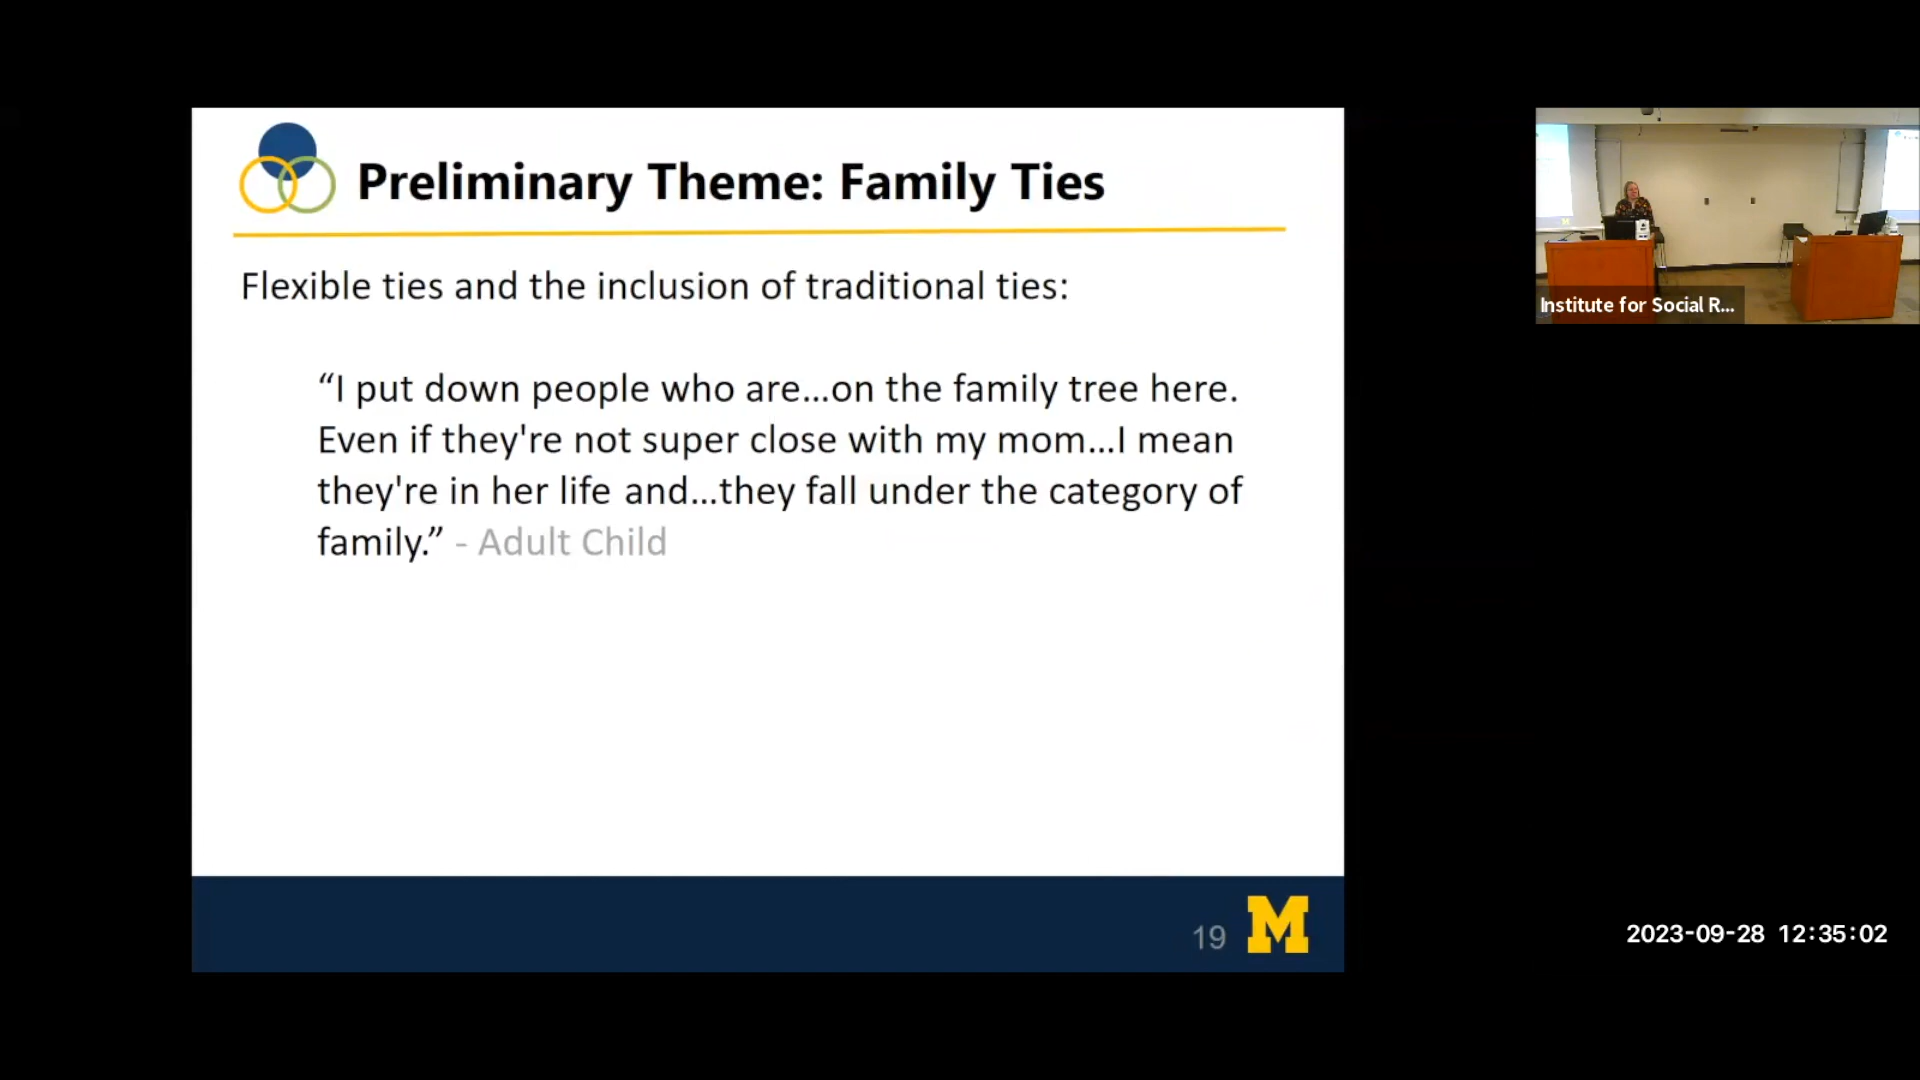 Preliminary Theme: Family Ties
Flexible ties and the inclusion of traditional ties:
“I put down people who are...on the family tree here.
Even if they're not super close with my mom...I mean
they're in her life and...they fall under the category of
family.” - Adult Child
19
M
Institute for Social R...
2023-09-28 12:35:02